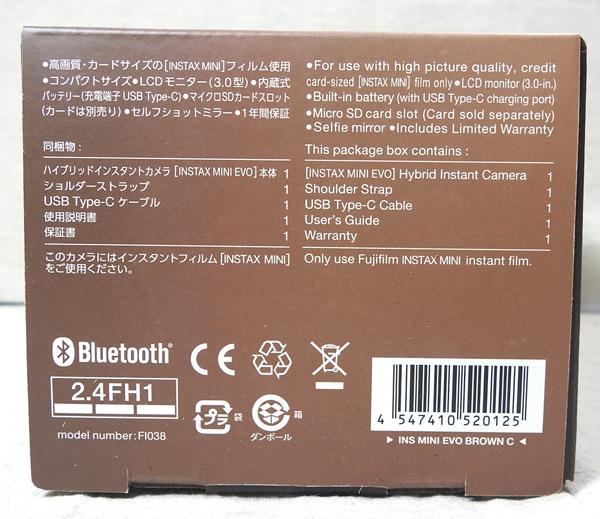 ●高画質・カードサイズの[INSTAX MINI]フィルム使用
●コンパクトサイズ●LCDモニター(3.0型)●内蔵式
バッテリー(充電端子 USB Type-C)●マイクロSDカードスロット
(カードは別売り)●セルフショットミラー●1年間保証
同梱物：
ハイブリッドインスタントカメラ[INSTAX MINI EVO]本体 1
ショルダーストラップ 1
USB Type-C ケーブル 1
使用説明書 1
保証書 1
このカメラにはインスタントフィルム[INSTAX MINI]
をご使用ください。
●For use with high picture quality, credit
card-sized [INSTAX MINI] film only●LCD monitor (3.0-in.)
●Built-in battery (with USB Type-C charging port)
●Micro SD card slot (Card sold separately)
●Selfie mirror●Includes Limited Warranty
This package box contains :
[INSTAX MINI EVO] Hybrid Instant Camera 1
Shoulder Strap 1
USB Type-C Cable 1
User's Guide 1
Warranty 1
Only use Fujifilm INSTAX MINI instant film.
Bluetooth®
CE
2.4FH1
model number:FI038
プラ 袋
箱
ダンボール
4 547410 520125
▶ INS MINI EVO BROWN C ◀